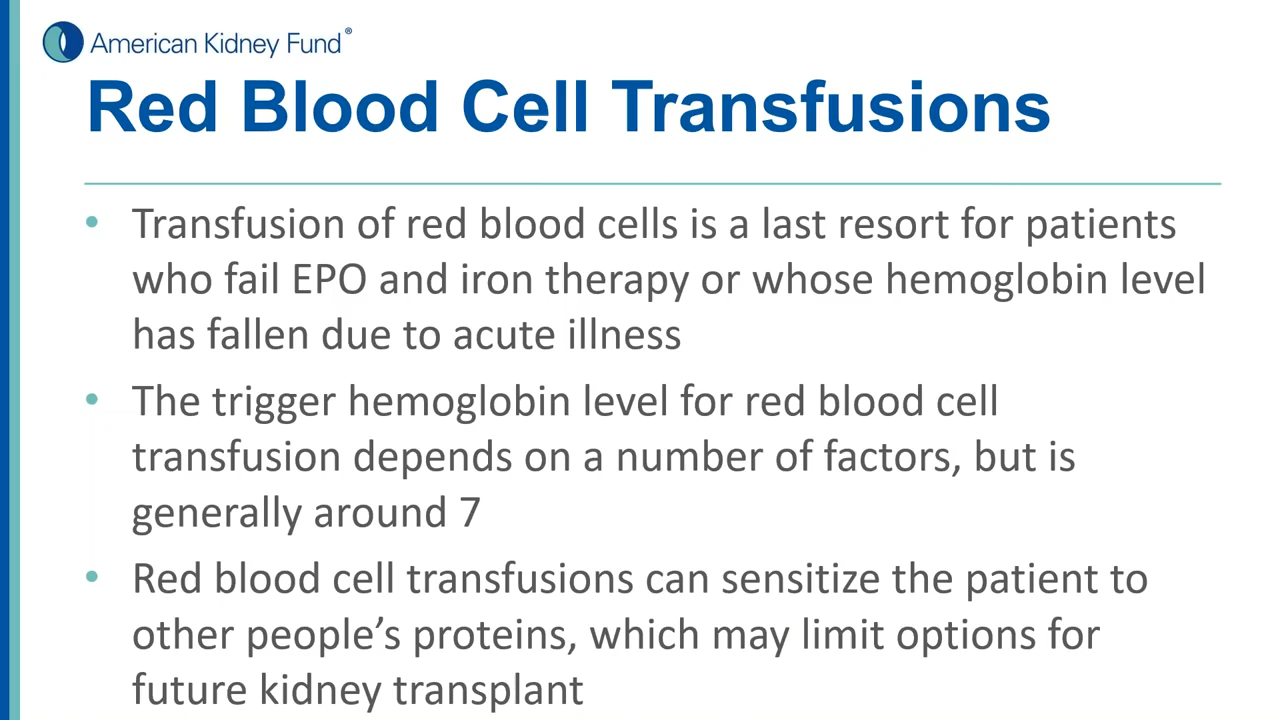 American Kidney Fund®
Red Blood Cell Transfusions
• Transfusion of red blood cells is a last resort for patients
who fail EPO and iron therapy or whose hemoglobin level
has fallen due to acute illness
• The trigger hemoglobin level for red blood cell
transfusion depends on a number of factors, but is
generally around 7
• Red blood cell transfusions can sensitize the patient to
other people’s proteins, which may limit options for
future kidney transplant